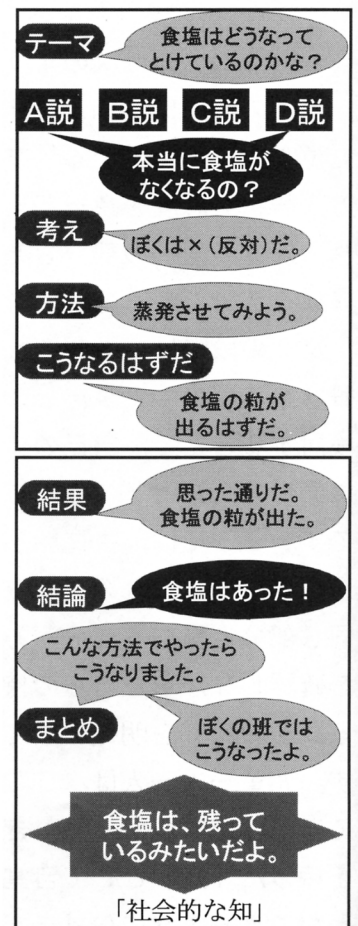 テーマ
食塩はどうなって
とけているのかな？
A説 B説 C説 D説
本当に食塩が
なくなるの？
考え
ぼくは×（反対）だ。
方法
蒸発させてみよう。
こうなるはずだ
食塩の粒が
出るはずだ。
結果
思った通りだ。
食塩の粒が出た。
結論
食塩はあった！
こんな方法でやったら
こうなりました。
まとめ
ぼくの班では
こうなったよ。
食塩は、残って
いるみたいだよ。
「社会的な知」